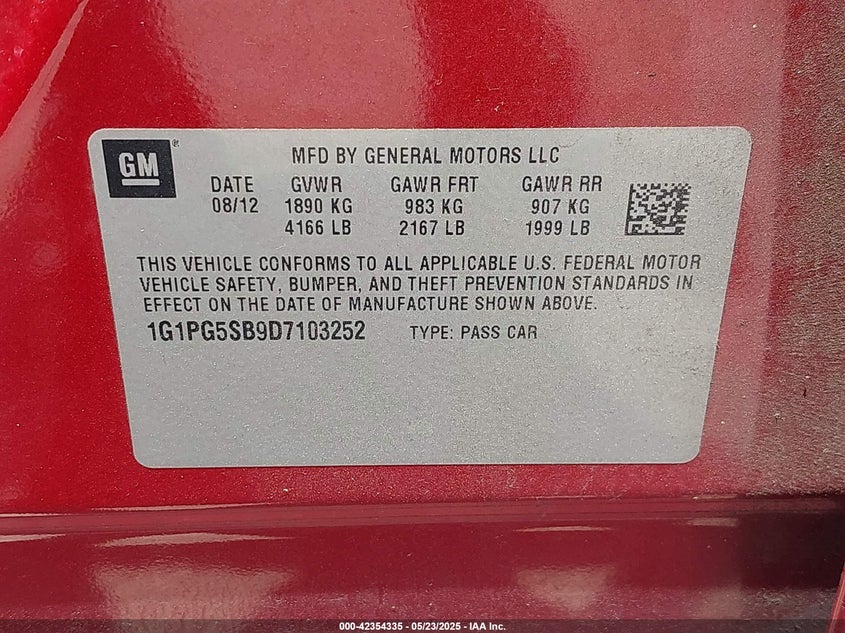 GM®
MFD BY GENERAL MOTORS LLC
DATE GVWR GAWR FRT GAWR RR
08/12 1890 KG 983 KG 907 KG
4166 LB 2167 LB 1999 LB
THIS VEHICLE CONFORMS TO ALL APPLICABLE U.S. FEDERAL MOTOR
VEHICLE SAFETY, BUMPER, AND THEFT PREVENTION STANDARDS IN
EFFECT ON THE DATE OF MANUFACTURE SHOWN ABOVE.
1G1PG5SB9D7103252 TYPE: PASS CAR
000-42354335 - 05/23/2025 - IAA Inc.